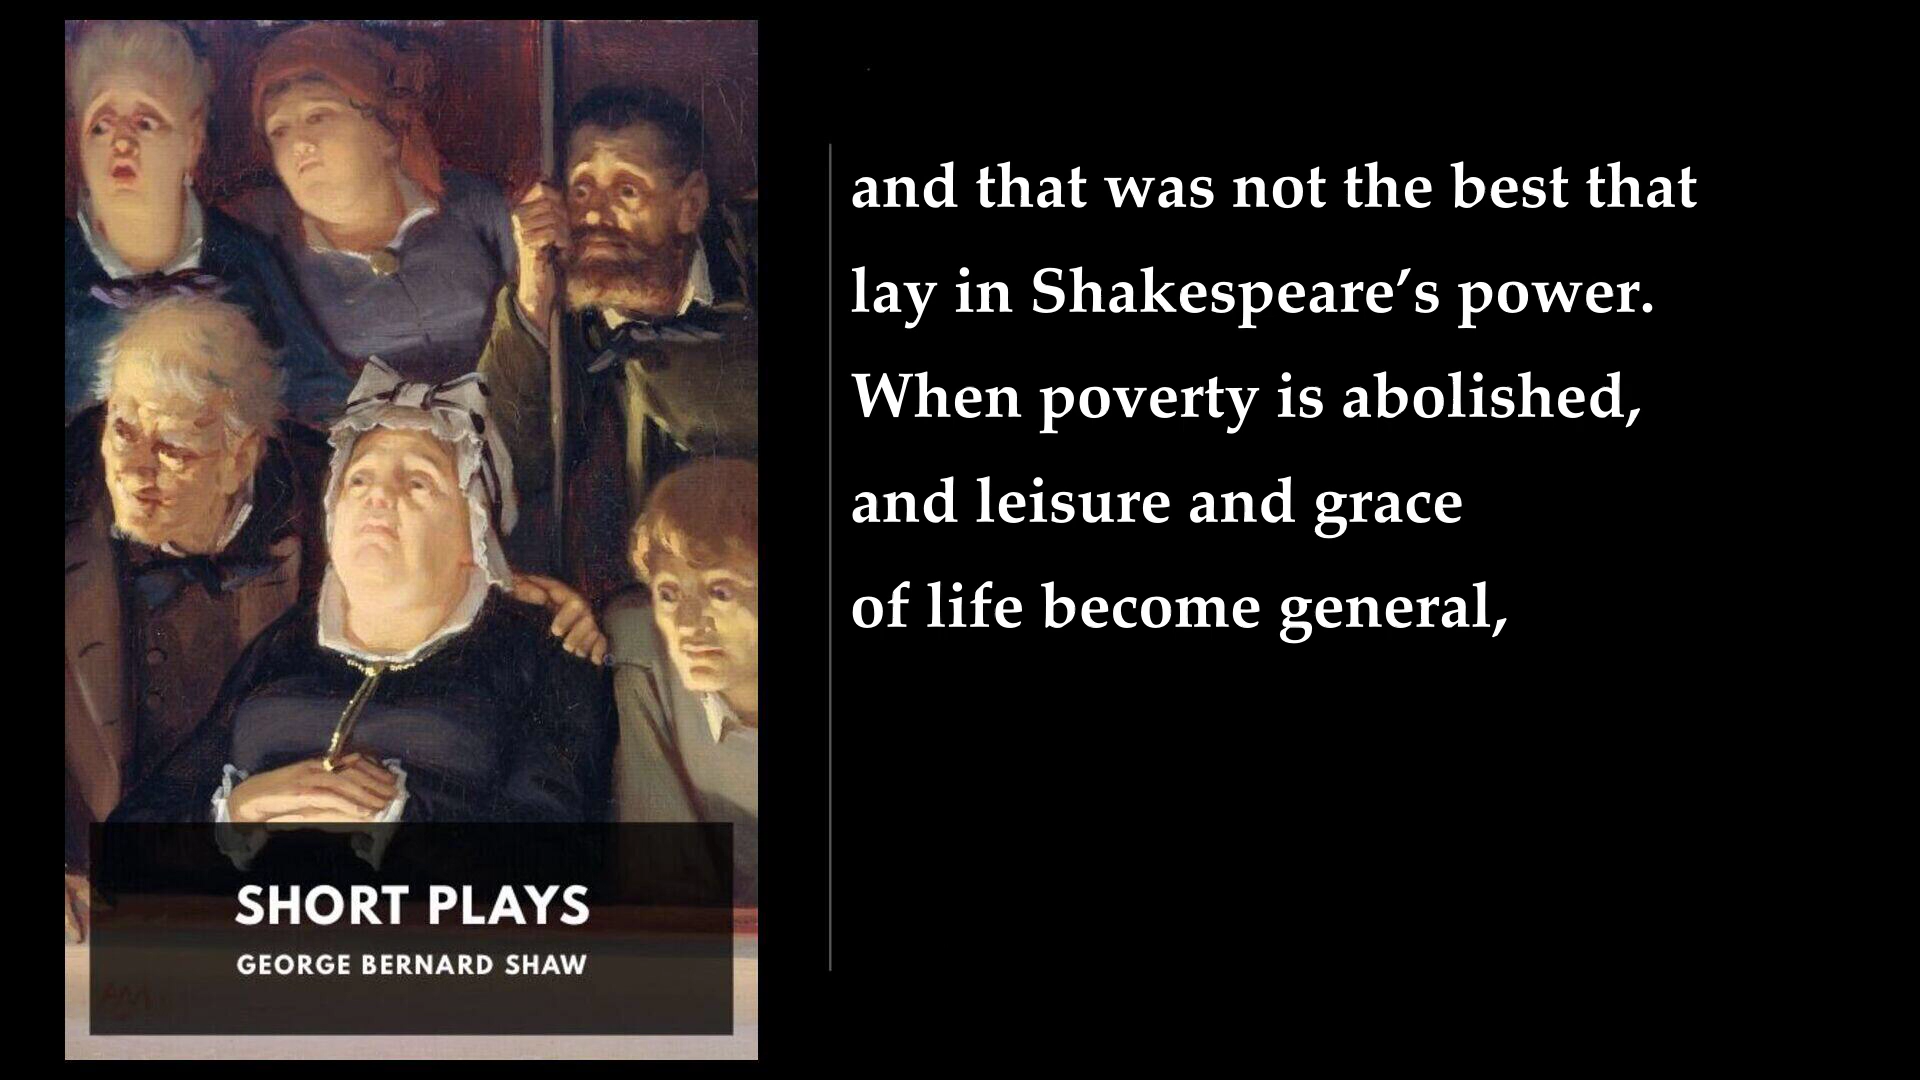 and that was not the best that
lay in Shakespeare’s power.
When poverty is abolished,
and leisure and grace
of life become general,
SHORT PLAYS
GEORGE BERNARD SHAW